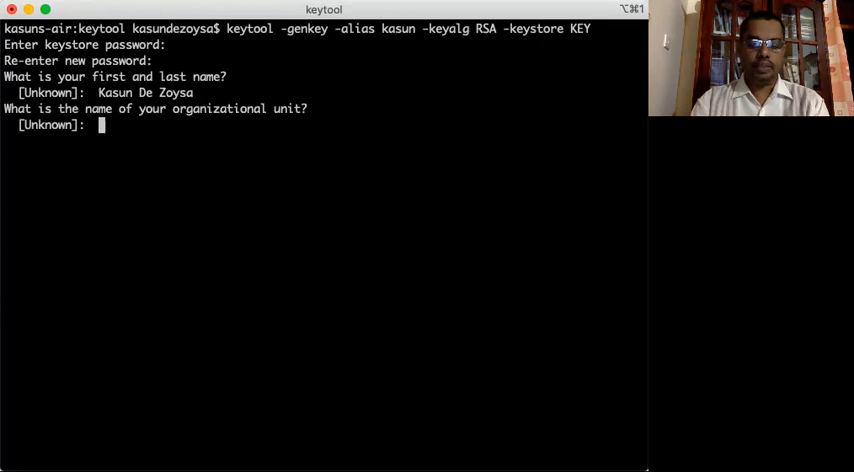 keytool
⌥⌘1
kasuns-air:keytool kasundezoysa$ keytool -genkey -alias kasun -keyalg RSA -keystore KEY
Enter keystore password:
Re-enter new password:
What is your first and last name?
[Unknown]:  Kasun De Zoysa
What is the name of your organizational unit?
[Unknown]: